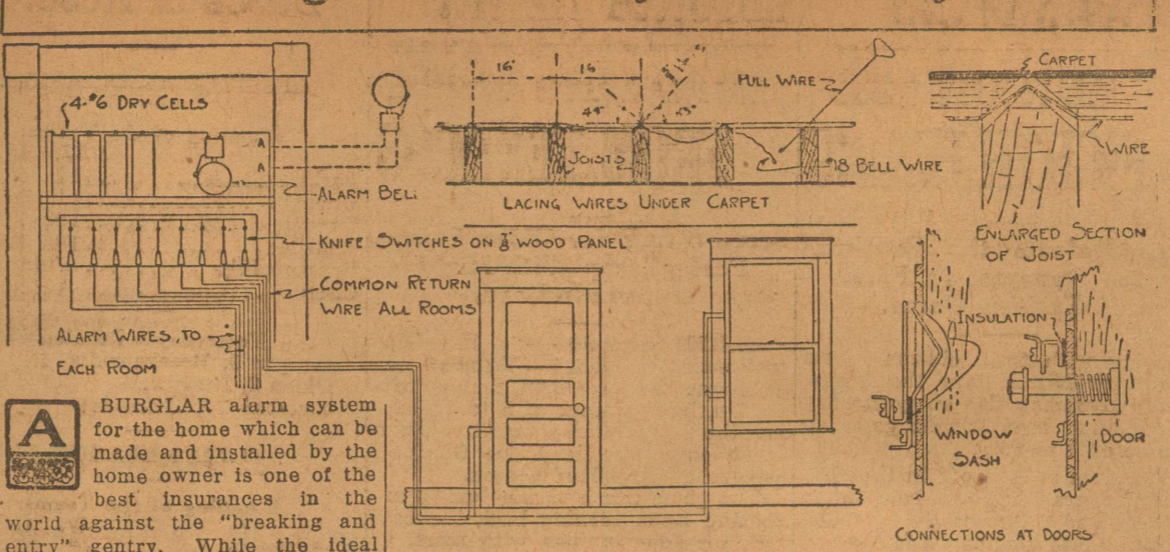 4-#6 DRY CELLS
A
A
ALARM BELL
KNIFE SWITCHES ON WOOD PANEL
COMMON RETURN
WIRE ALL ROOMS
ALARM WIRES, TO
EACH ROOM
16"
16
45°
45°
PULL WIRE
JOISTS
#18 BELL WIRE
LACING WIRES UNDER CARPET
CARPET
WIRE
ENLARGED SECTION
OF JOIST
INSULATION
WINDOW
SASH
DOOR
CONNECTIONS AT DOORS
A BURGLAR alarm system
for the home which can be
made and installed by the
home owner is one of the
best insurances in the
world against the "breaking and
entry" gentry. While the ideal